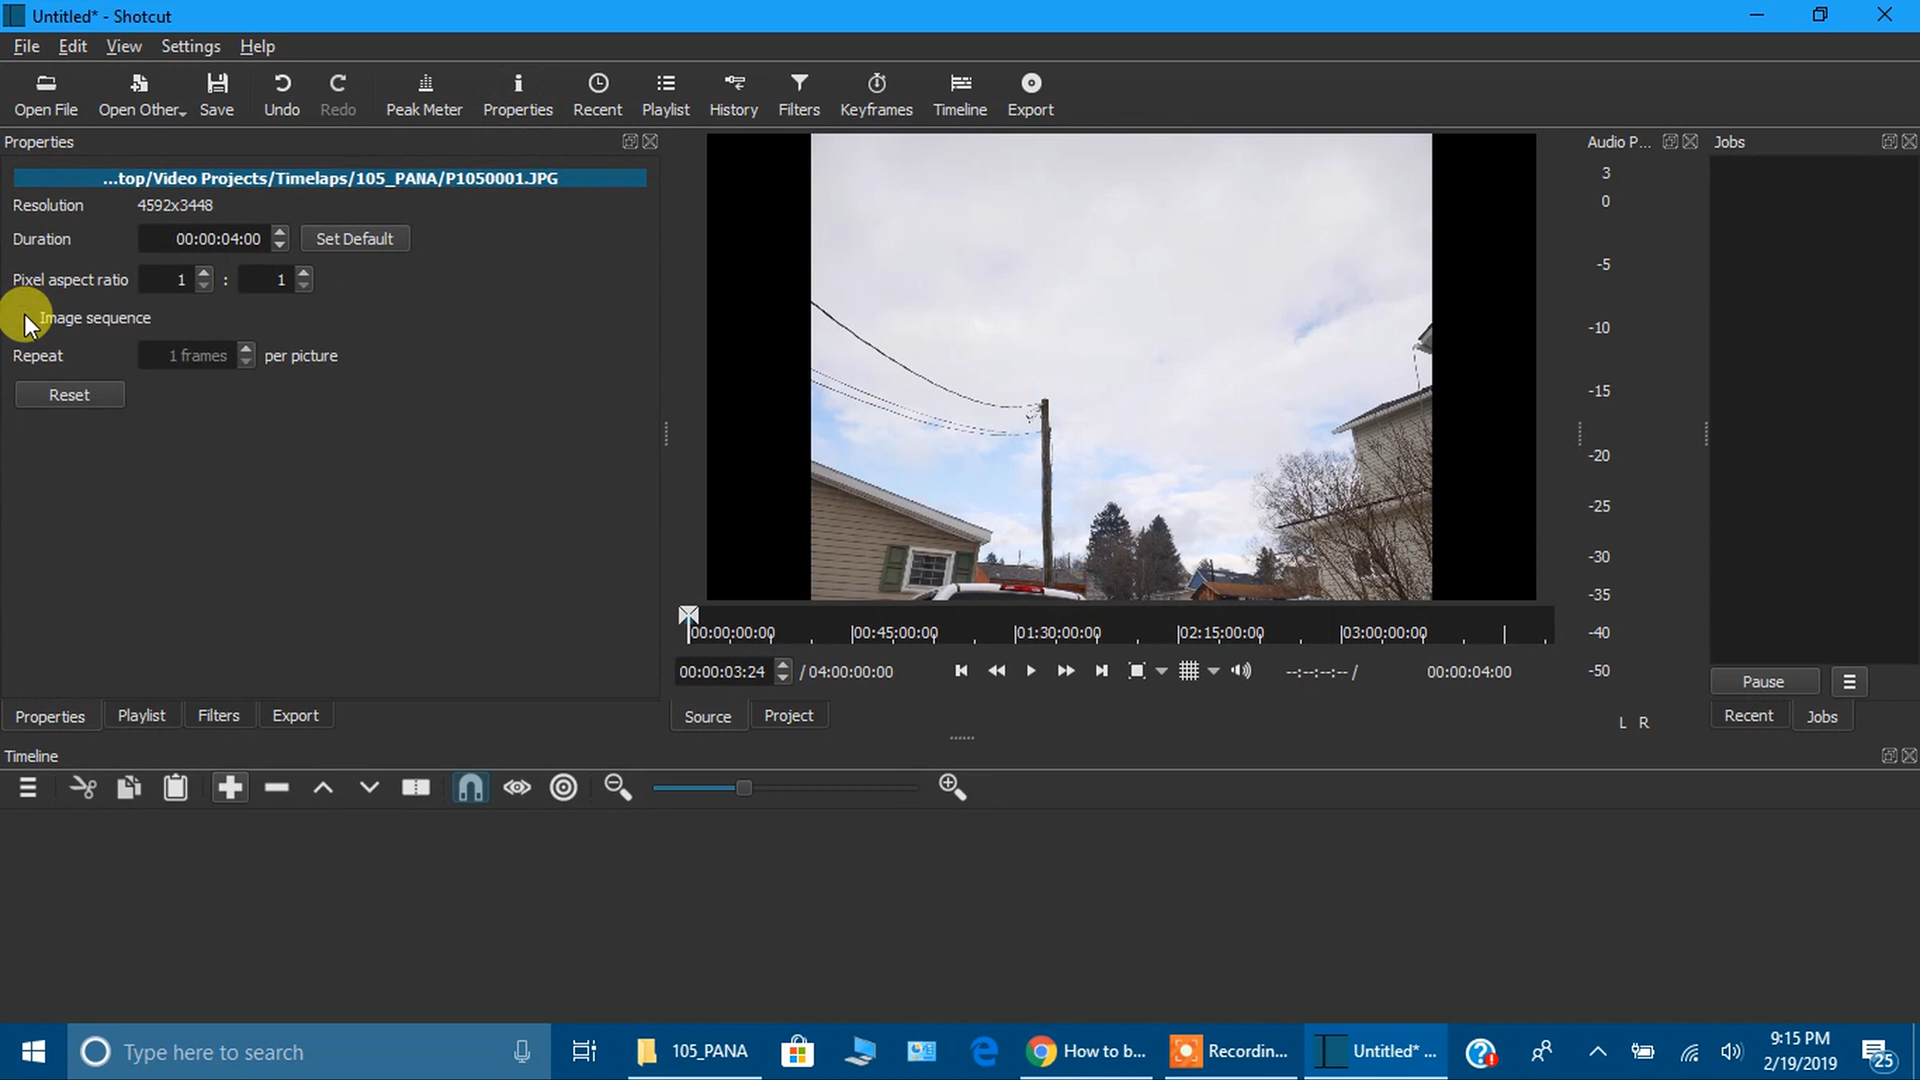 Untitled* - Shotcut
File Edit View Settings Help
Open File Open Other Save Undo Redo Peak Meter Properties Recent Playlist History Filters Keyframes Timeline Export
Properties
...top/Video Projects/Timelaps/105_PANA/P1050001.JPG
Resolution 4592x3448
Duration 00:00:04:00 Set Default
Pixel aspect ratio 1 : 1
Image sequence
Repeat 1 frames per picture
Reset
Properties Playlist Filters Export
00:00:00:00 00:45:00:00 01:30:00:00 02:15:00:00 03:00:00:00
00:00:03:24 / 04:00:00:00 --:--:--:-- / 00:00:04:00
Source Project
Audio P...
3
0
-5
-10
-15
-20
-25
-30
-35
-40
-50
L R
Jobs
Pause
Recent Jobs
Timeline
Type here to search
105_PANA
How to b...
Recordin...
Untitled* ...
9:15 PM
2/19/2019
25